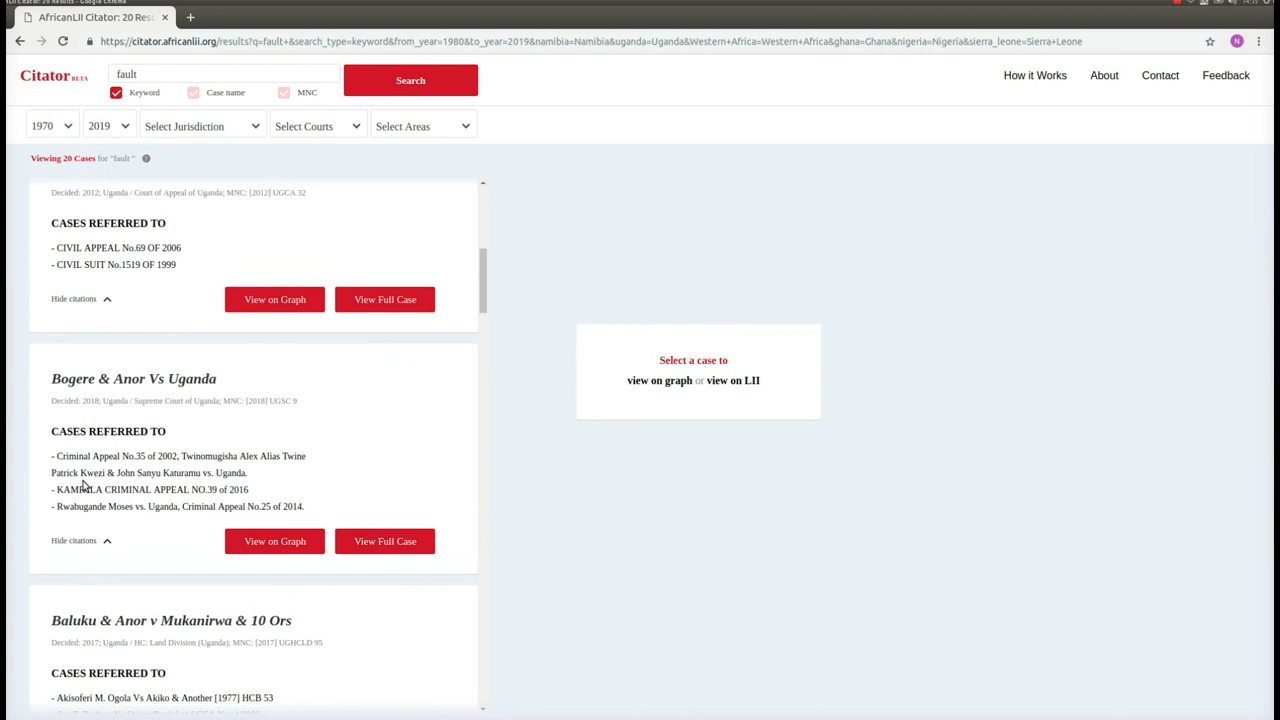 AfricanLII Citator: 20 Res
https://citator.africanlii.org/results?q=fault+&search_type=keyword&from_year=1980&to_year=2019&namibia=Namibia&uganda=Uganda&Western+Africa=Western+Africa&ghana=Ghana&nigeria=Nigeria&sierra_leone=Sierra+Leone
N
Citator BETA
fault
Search
Keyword Case name MNC
How it Works About Contact Feedback
1970 2019 Select Jurisdiction Select Courts Select Areas
Viewing 20 Cases for "fault " ?
Decided: 2012; Uganda / Court of Appeal of Uganda; MNC: [2012] UGCA 32
CASES REFERRED TO
- CIVIL APPEAL No.69 OF 2006
- CIVIL SUIT No.1519 OF 1999
Hide citations View on Graph View Full Case
Bogere & Anor Vs Uganda
Decided: 2018; Uganda / Supreme Court of Uganda; MNC: [2018] UGSC 9
CASES REFERRED TO
- Criminal Appeal No.35 of 2002, Twinomugisha Alex Alias Twine
Patrick Kwezi & John Sanyu Katuramu vs. Uganda.
- KAMPALA CRIMINAL APPEAL NO.39 of 2016
- Rwabugande Moses vs. Uganda, Criminal Appeal No.25 of 2014.
Hide citations View on Graph View Full Case
Baluku & Anor v Mukanirwa & 10 Ors
Decided: 2017; Uganda / HC: Land Division (Uganda); MNC: [2017] UGHCLD 95
CASES REFERRED TO
- Akisoferi M. Ogola Vs Akiko & Another [1977] HCB 53
Select a case to
view on graph or view on LII